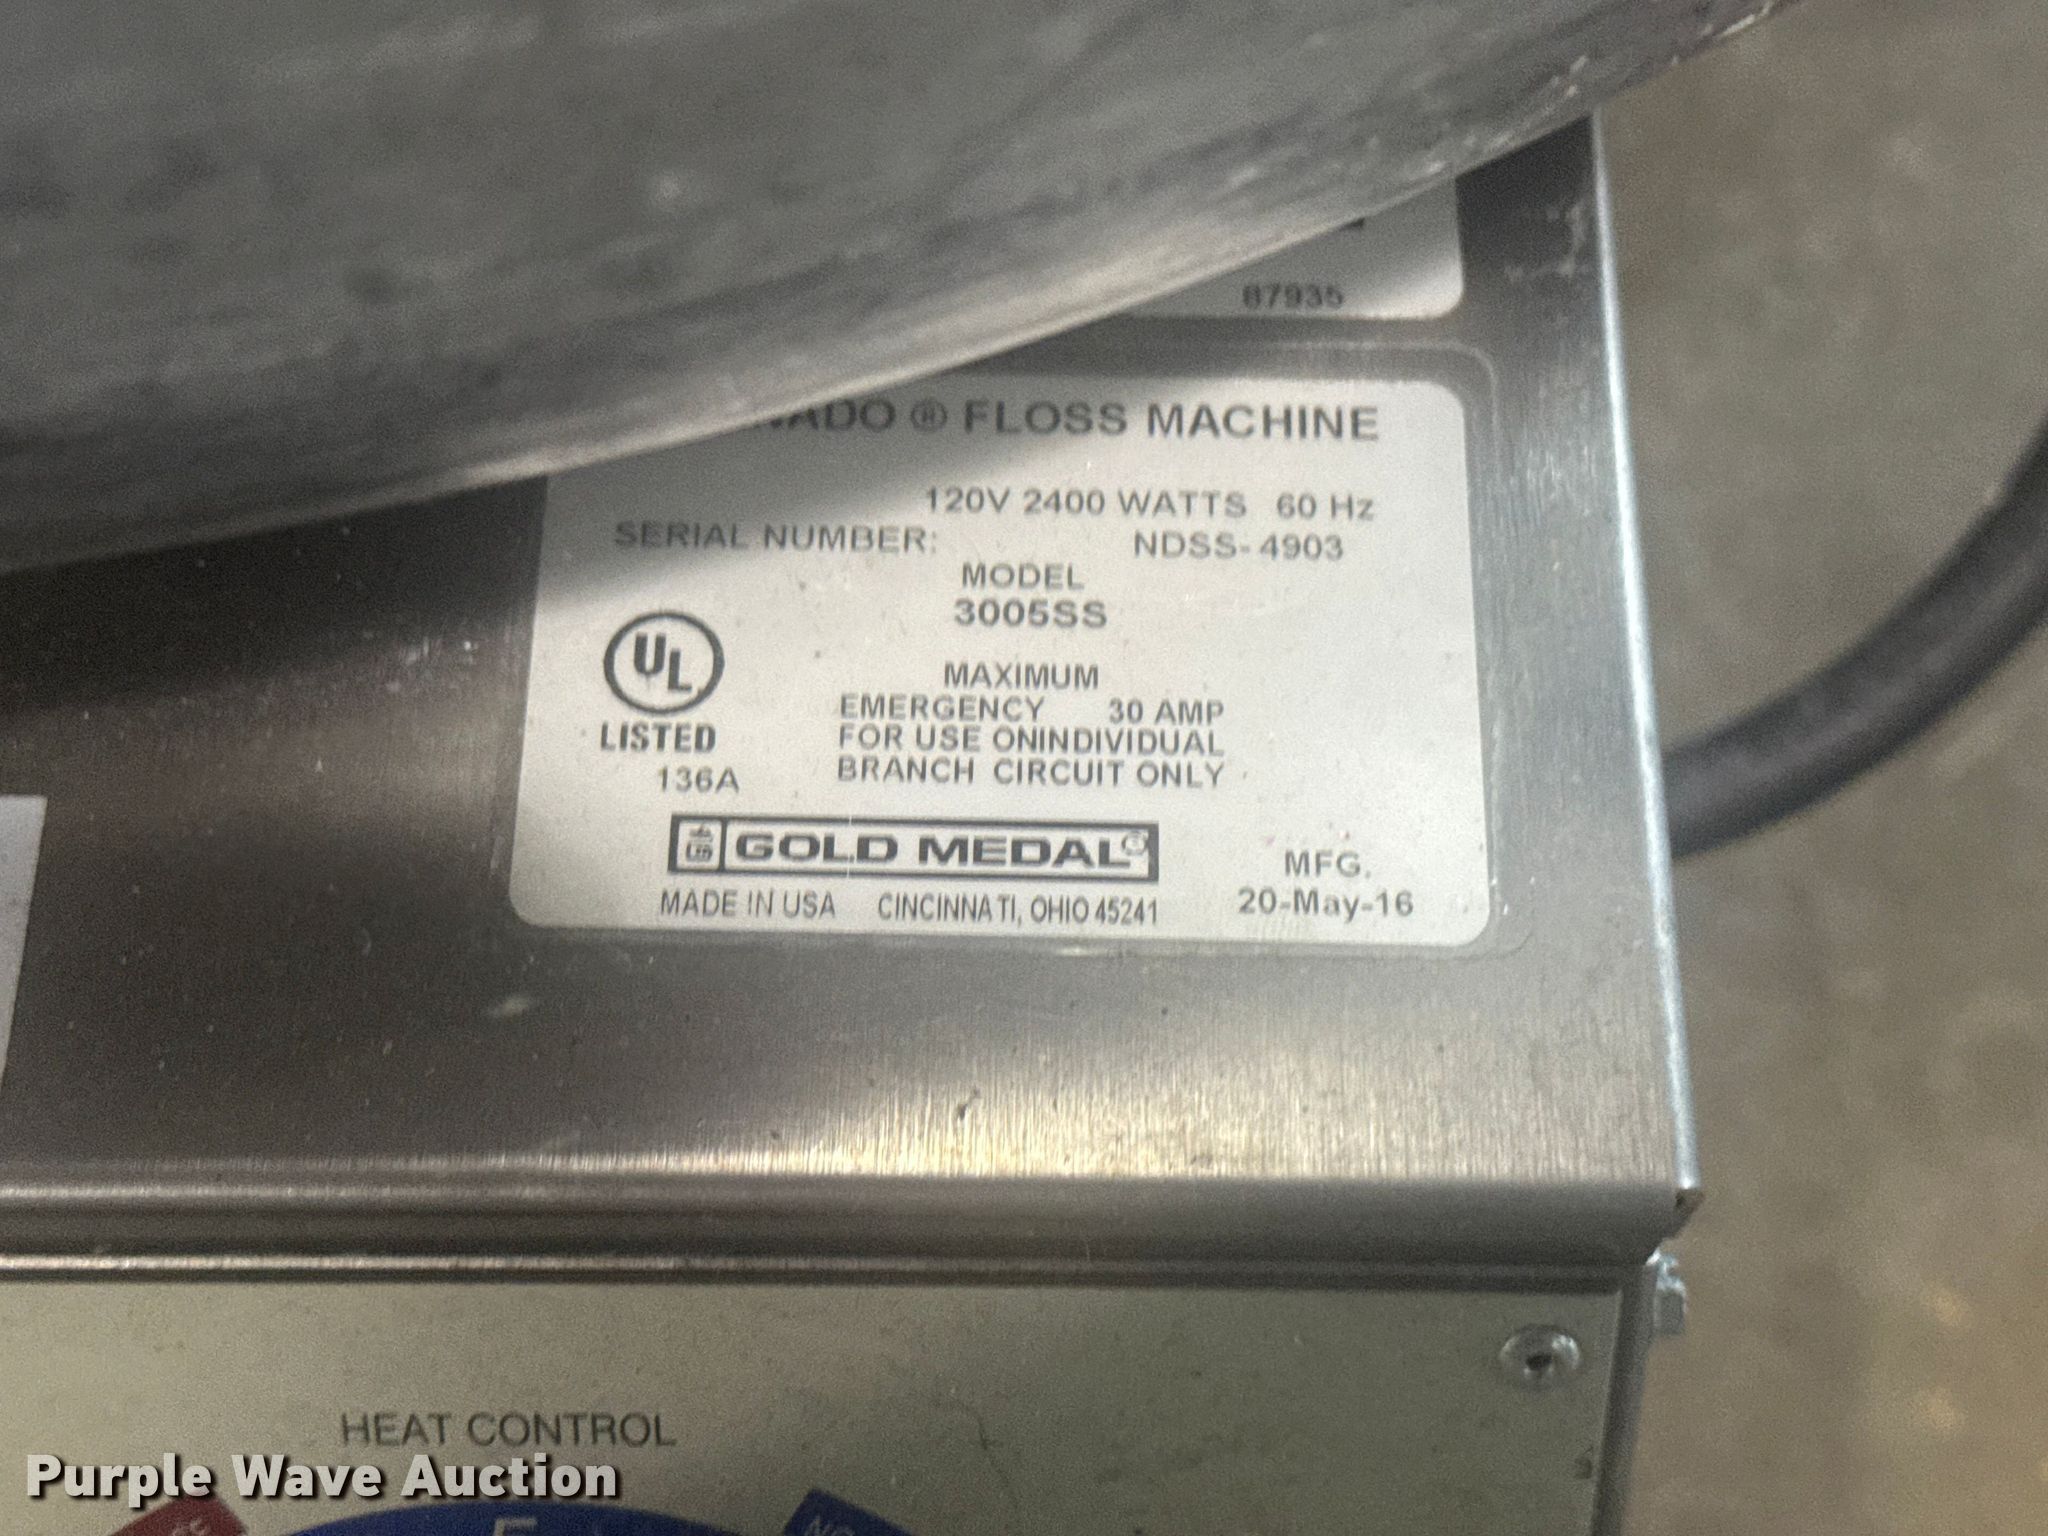 87935
NADO ® FLOSS MACHINE
120V 2400 WATTS 60 Hz
SERIAL NUMBER: NDSS-4903
MODEL
3005SS
UL
LISTED
136A
MAXIMUM
EMERGENCY 30 AMP
FOR USE ONINDIVIDUAL
BRANCH CIRCUIT ONLY
GOLD MEDAL®
MADE IN USA CINCINNATI, OHIO 45241
MFG.
20-May-16
HEAT CONTROL
Purple Wave Auction